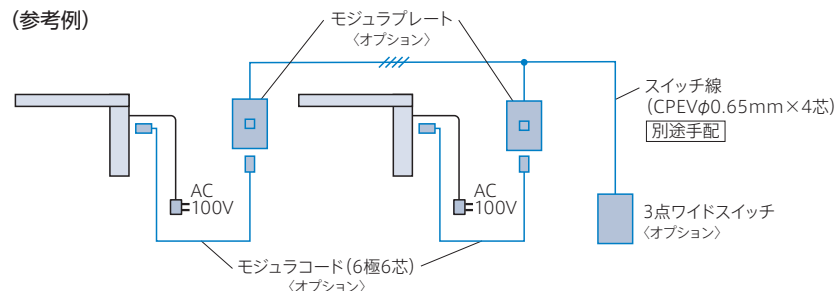 (参考例)
モジュラプレート
〈オプション〉
スイッチ線
(CPEVφ0.65mm×4芯)
別途手配
AC
100V
AC
100V
3点ワイドスイッチ
〈オプション〉
モジュラコード(6極6芯)
〈オプション〉